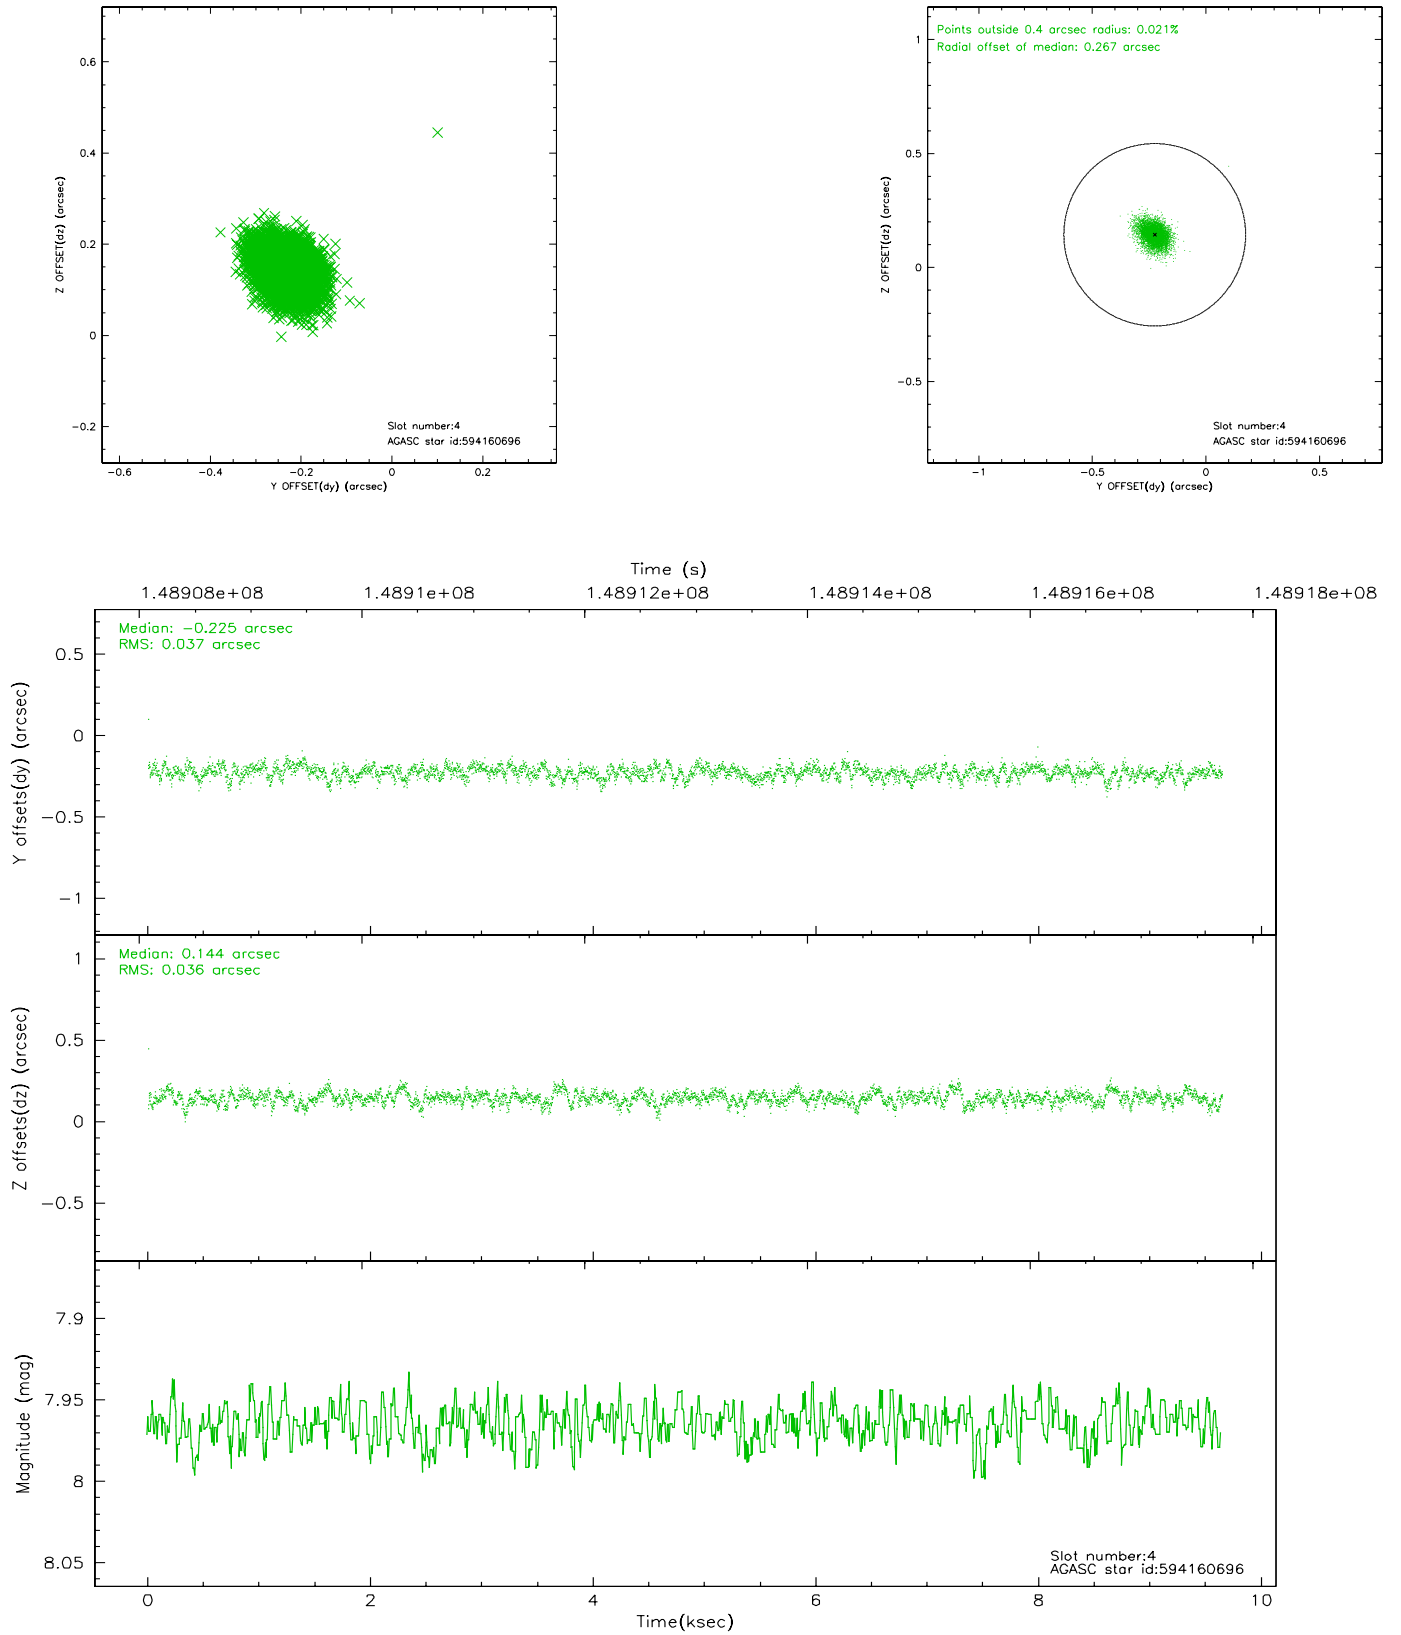 0.6
0.4
0.2
0
−0.2
Z OFFSET(dz) (arcsec)
Slot number:4
AGASC star id:594160696
−0.6 −0.4 −0.2 0 0.2
Y OFFSET(dy) (arcsec)
Points outside 0.4 arcsec radius: 0.021%
Radial offset of median: 0.267 arcsec
1
0.5
0
−0.5
Z OFFSET(dz) (arcsec)
Slot number:4
AGASC star id:594160696
−1 −0.5 0 0.5
Y OFFSET(dy) (arcsec)
Time (s)
1.48908e+08 1.4891e+08 1.48912e+08 1.48914e+08 1.48916e+08 1.48918e+08
Median: −0.225 arcsec
RMS: 0.037 arcsec
0.5
0
−0.5
−1
Y offsets(dy) (arcsec)
Median: 0.144 arcsec
RMS: 0.036 arcsec
1
0.5
0
−0.5
Z offsets(dz) (arcsec)
7.9
7.95
8
8.05
Magnitude (mag)
Slot number:4
AGASC star id:594160696
0 2 4 6 8 10
Time(ksec)